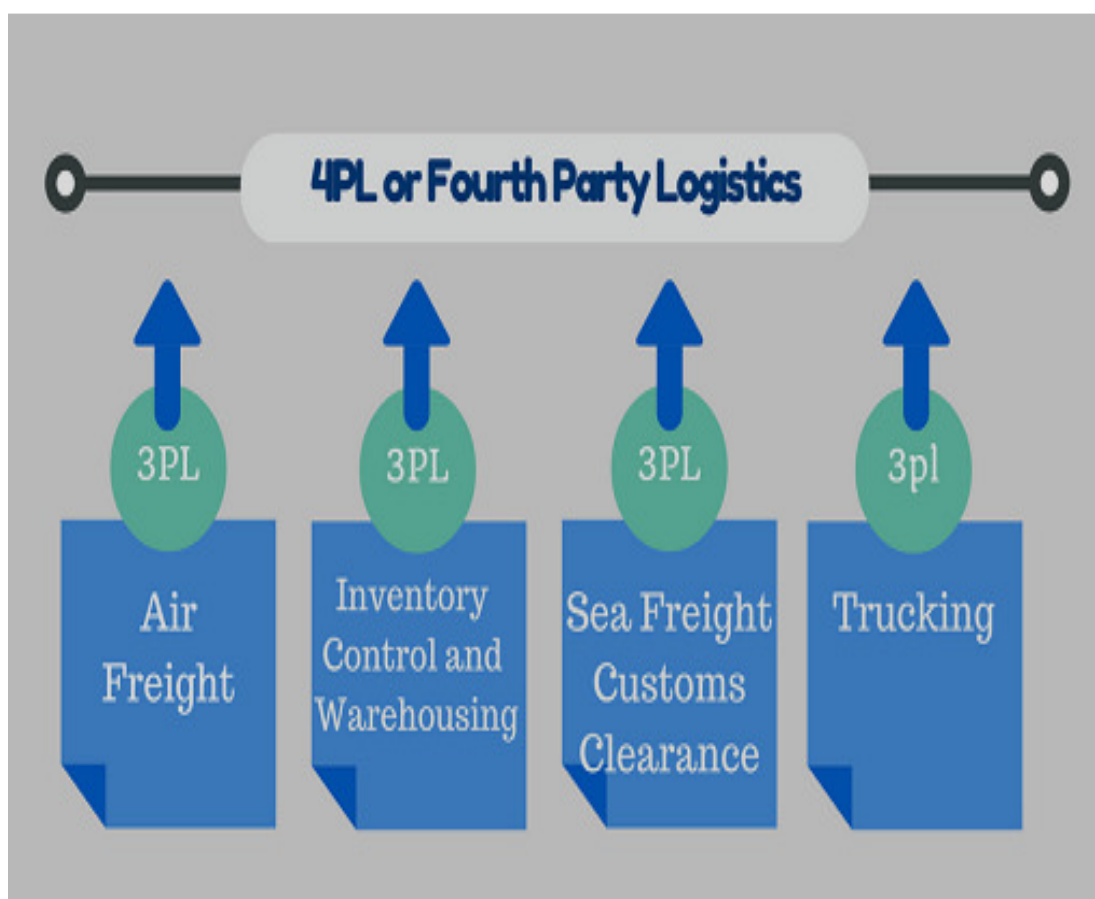 4PL or Fourth Party Logistics
3PL
3PL
3PL
3pl
Air
Freight
Inventory
Control and
Warehousing
Sea Freight
Customs
Clearance
Trucking